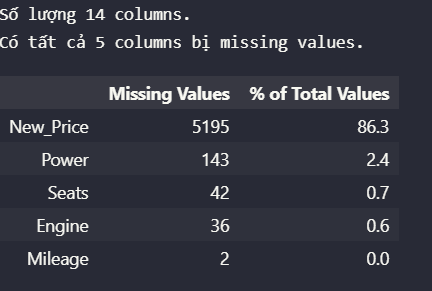 Số lượng 14 columns.
Có tất cả 5 columns bị missing values.
Missing Values % of Total Values
New_Price 5195 86.3
Power 143 2.4
Seats 42 0.7
Engine 36 0.6
Mileage 2 0.0